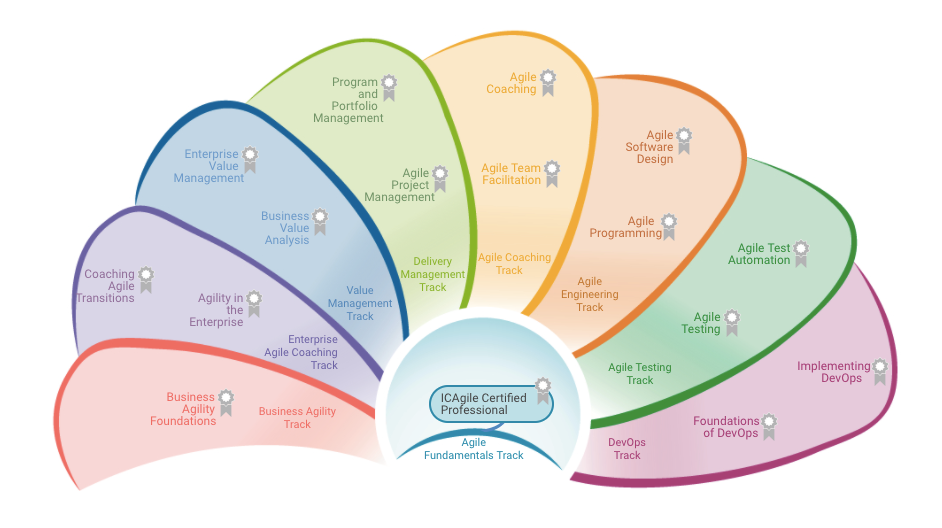 Business
Agility
Foundations
Business Agility
Track
Coaching
Agile
Transitions
Agility in
the
Enterprise
Enterprise
Agile Coaching
Track
Enterprise
Value
Management
Business
Value
Analysis
Value
Management
Track
Program
and
Portfolio
Management
Agile
Project
Management
Delivery
Management
Track
Agile
Coaching
Agile Team
Facilitation
Agile Coaching
Track
Agile
Software
Design
Agile
Programming
Agile
Engineering
Track
Agile Test
Automation
Agile
Testing
Agile Testing
Track
Implementing
DevOps
Foundations
of DevOps
DevOps
Track
ICAgile Certified
Professional
Agile
Fundamentals Track